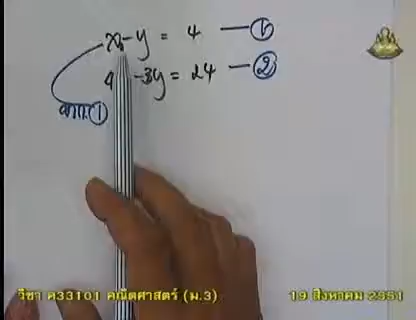 x - y = 4 — ①
4 -3y = 24 — ②
จาก ①
วิชา ค33101 คณิตศาสตร์ (ม.3)
19 สิงหาคม 2551